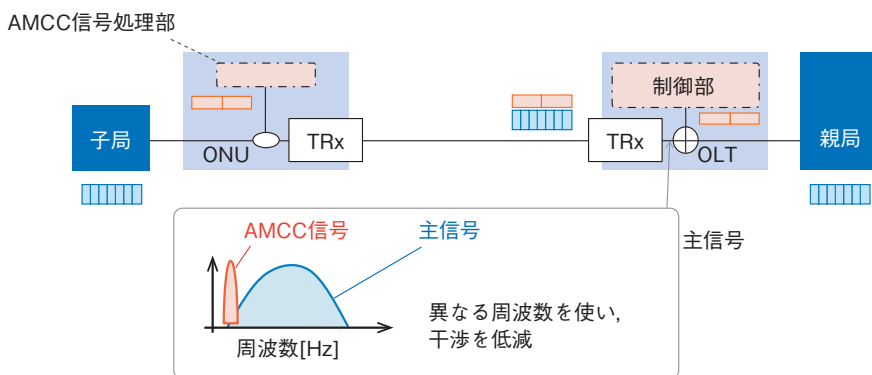 AMCC信号処理部
制御部
子局
ONU
TRx
TRx
OLT
親局
AMCC信号
主信号
主信号
異なる周波数を使い,
干渉を低減
周波数[Hz]